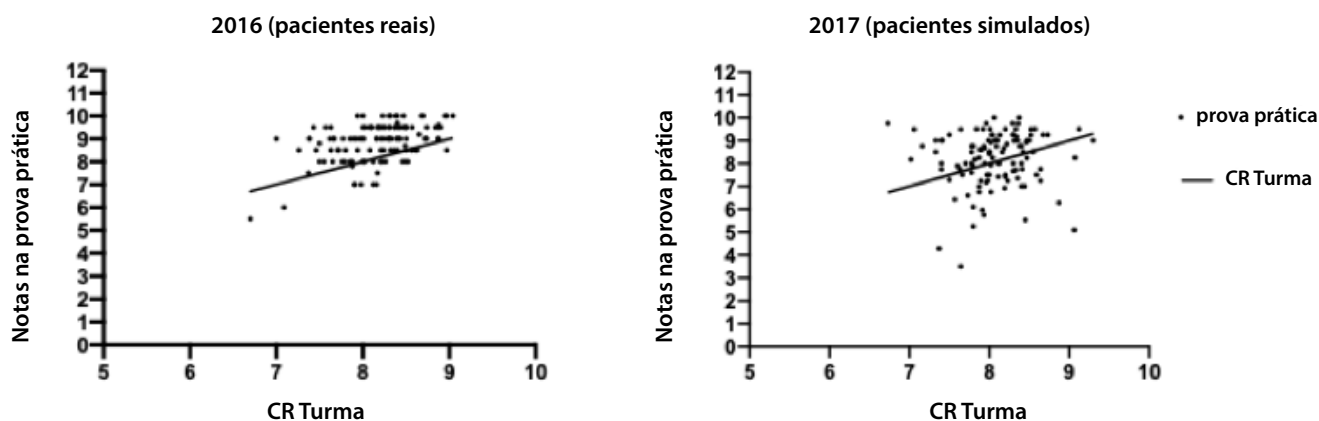 2016 (pacientes reais)
12
11
10
9
8
7
6
5
4
3
2
1
0
Notas na prova prática
5 6 7 8 9 10
CR Turma
2017 (pacientes simulados)
12
11
10
9
8
7
6
5
4
3
2
1
0
Notas na prova prática
5 6 7 8 9 10
CR Turma
prova prática
CR Turma